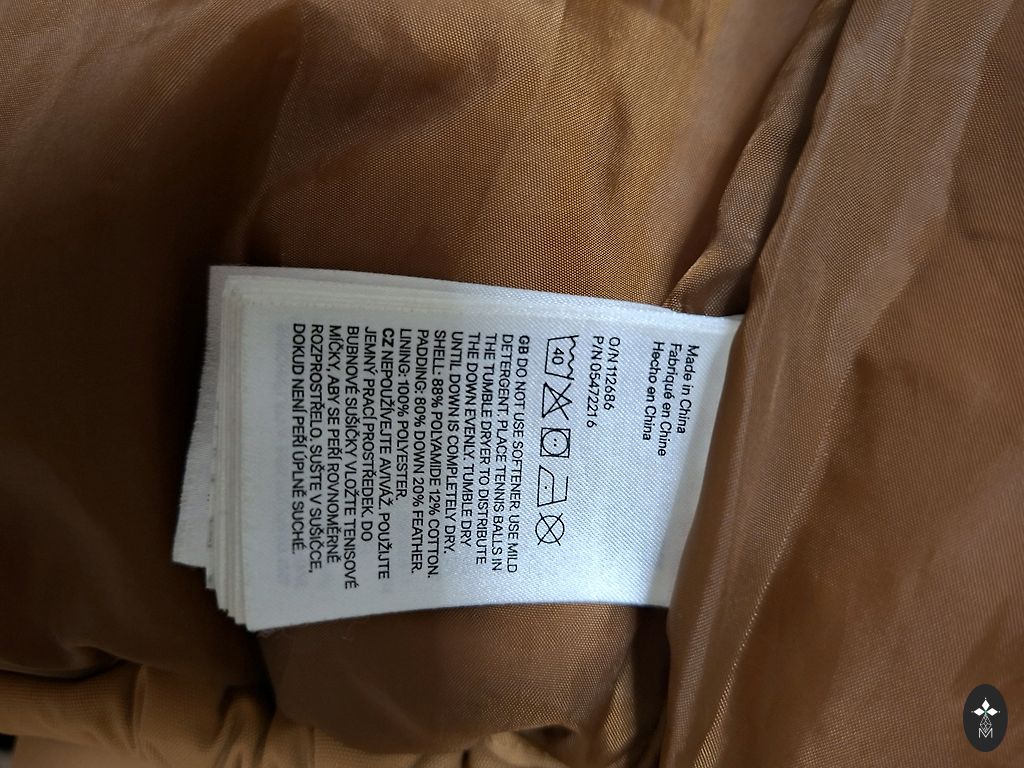 Made in China
Fabriqué en Chine
Hecho en China
O/N 112686
P/N 05472216
40
GB DO NOT USE SOFTENER. USE MILD
DETERGENT. PLACE TENNIS BALLS IN
THE TUMBLE DRYER TO DISTRIBUTE
THE DOWN EVENLY. TUMBLE DRY
UNTIL DOWN IS COMPLETELY DRY.
SHELL: 88% POLYAMIDE 12% COTTON.
PADDING: 80% DOWN 20% FEATHER.
LINING: 100% POLYESTER.
CZ NEPOUŽÍVEJTE AVIVÁŽ. POUŽIJTE
JEMNÝ PRACÍ PROSTŘEDEK. DO
BUBNOVÉ SUŠIČKY VLOŽTE TENISOVÉ
MÍČKY, ABY SE PEŘÍ ROVNOMĚRNĚ
ROZPROSTŘELO. SUŠTE V SUŠIČCE,
DOKUD NENÍ PEŘÍ ÚPLNĚ SUCHÉ.
M